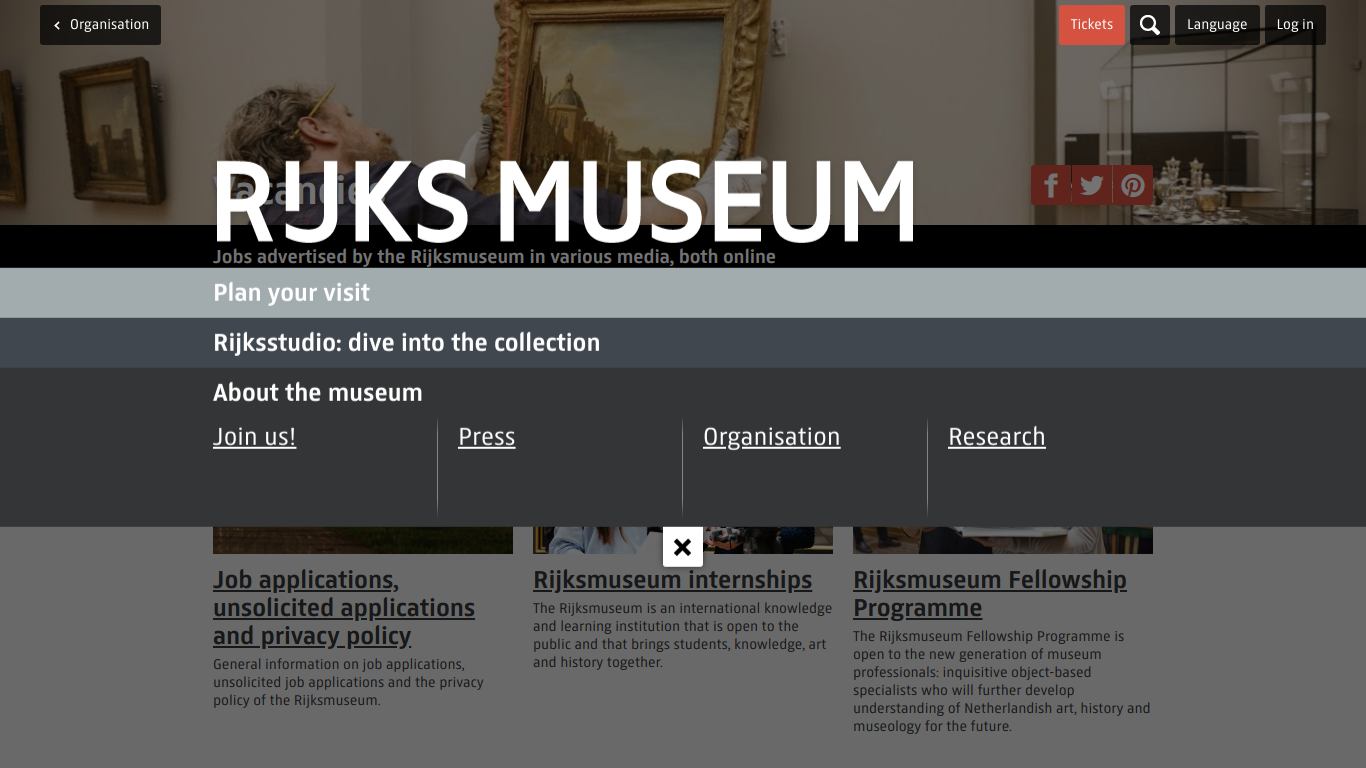 Organisation
Tickets
Language
Log in
Vacancies
RIJKS MUSEUM
Jobs advertised by the Rijksmuseum in various media, both online
Plan your visit
Rijksstudio: dive into the collection
About the museum
Join us!
Press
Organisation
Research
Job applications,
unsolicited applications
and privacy policy
General information on job applications,
unsolicited job applications and the privacy
policy of the Rijksmuseum.
Rijksmuseum internships
The Rijksmuseum is an international knowledge
and learning institution that is open to the
public and that brings students, knowledge, art
and history together.
Rijksmuseum Fellowship
Programme
The Rijksmuseum Fellowship Programme is
open to the new generation of museum
professionals: inquisitive object-based
specialists who will further develop
understanding of Netherlandish art, history and
museology for the future.